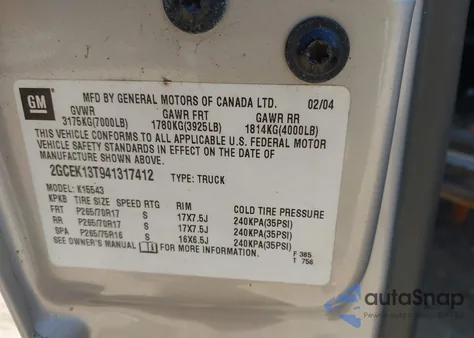 GM
MFD BY GENERAL MOTORS OF CANADA LTD. 02/04
GVWR GAWR FRT GAWR RR
3175KG(7000LB) 1780KG(3925LB) 1814KG(4000LB)
THIS VEHICLE CONFORMS TO ALL APPLICABLE U.S. FEDERAL MOTOR
VEHICLE SAFETY STANDARDS IN EFFECT ON THE DATE OF
MANUFACTURE SHOWN ABOVE.
2GCEK13T941317412 TYPE: TRUCK
MODEL: K15543
KPKB TIRE SIZE SPEED RTG RIM COLD TIRE PRESSURE
FRT P265/70R17 S 17X7.5J 240KPA(35PSI)
RR P265/70R17 S 17X7.5J 240KPA(35PSI)
SPA P265/75R16 S 16X6.5J 240KPA(35PSI)
SEE OWNER'S MANUAL FOR MORE INFORMATION.
F 385
T 756
autoSnap